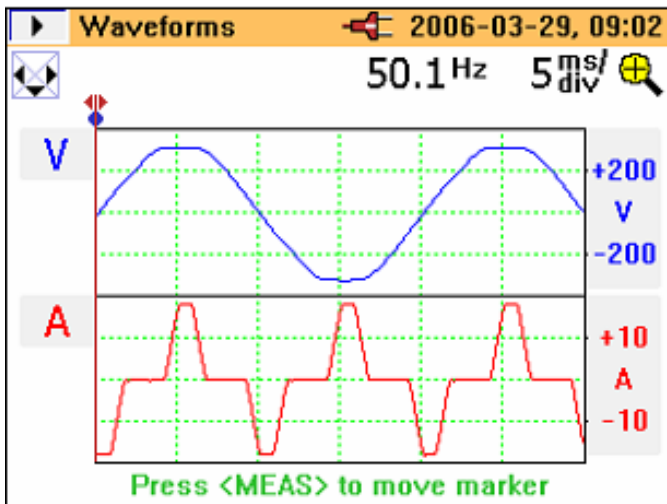 Waveforms 2006-03-29, 09:02
50.1 Hz 5 ms/div
V
+200
V
-200
A
+10
A
-10
Press <MEAS> to move marker